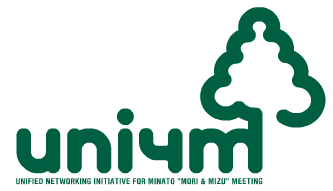 uni4m
UNIFIED NETWORKING INITIATIVE FOR MINATO "MORI & MIZU" MEETING